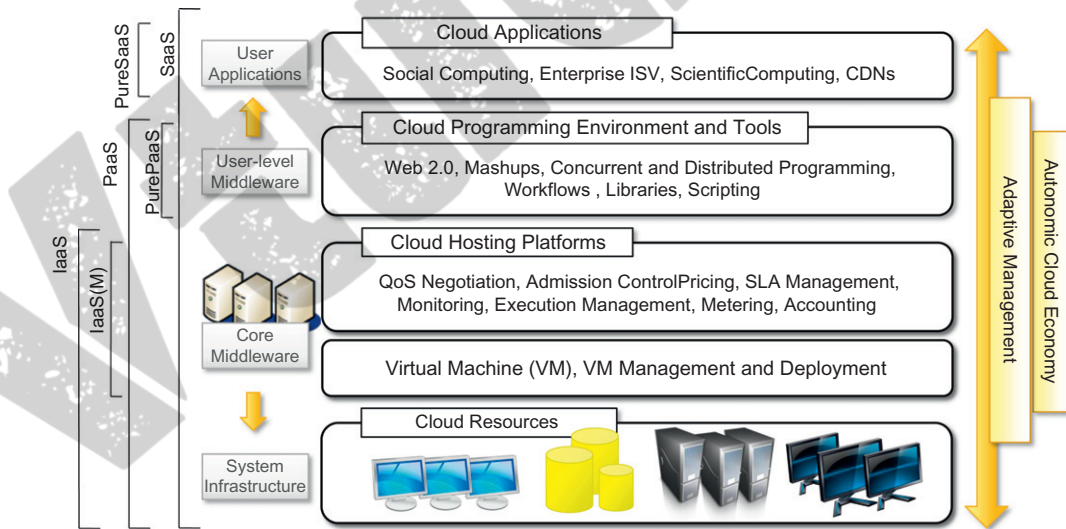 PureSaaS
SaaS
PaaS
PurePaaS
IaaS
IaaS(M)
User
Applications
Cloud Applications
Social Computing, Enterprise ISV, ScientificComputing, CDNs
User-level
Middleware
Cloud Programming Environment and Tools
Web 2.0, Mashups, Concurrent and Distributed Programming,
Workflows , Libraries, Scripting
Cloud Hosting Platforms
QoS Negotiation, Admission ControlPricing, SLA Management,
Monitoring, Execution Management, Metering, Accounting
Core
Middleware
Virtual Machine (VM), VM Management and Deployment
Cloud Resources
System
Infrastructure
Adaptive Management
Autonomic Cloud Economy